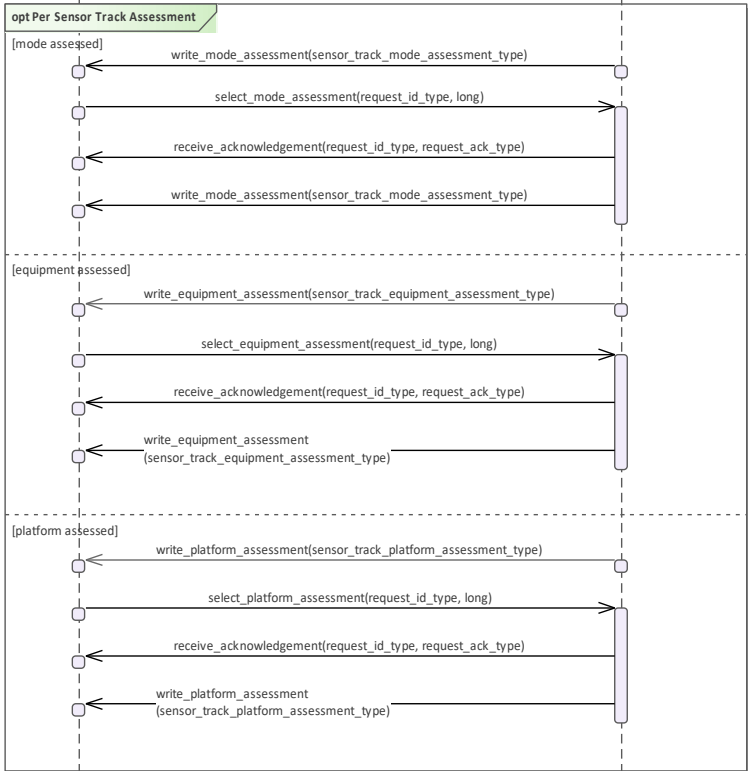 opt Per Sensor Track Assessment
[mode assessed]
write_mode_assessment(sensor_track_mode_assessment_type)
select_mode_assessment(request_id_type, long)
receive_acknowledgement(request_id_type, request_ack_type)
write_mode_assessment(sensor_track_mode_assessment_type)
[equipment assessed]
write_equipment_assessment(sensor_track_equipment_assessment_type)
select_equipment_assessment(request_id_type, long)
receive_acknowledgement(request_id_type, request_ack_type)
write_equipment_assessment
(sensor_track_equipment_assessment_type)
[platform assessed]
write_platform_assessment(sensor_track_platform_assessment_type)
select_platform_assessment(request_id_type, long)
receive_acknowledgement(request_id_type, request_ack_type)
write_platform_assessment
(sensor_track_platform_assessment_type)